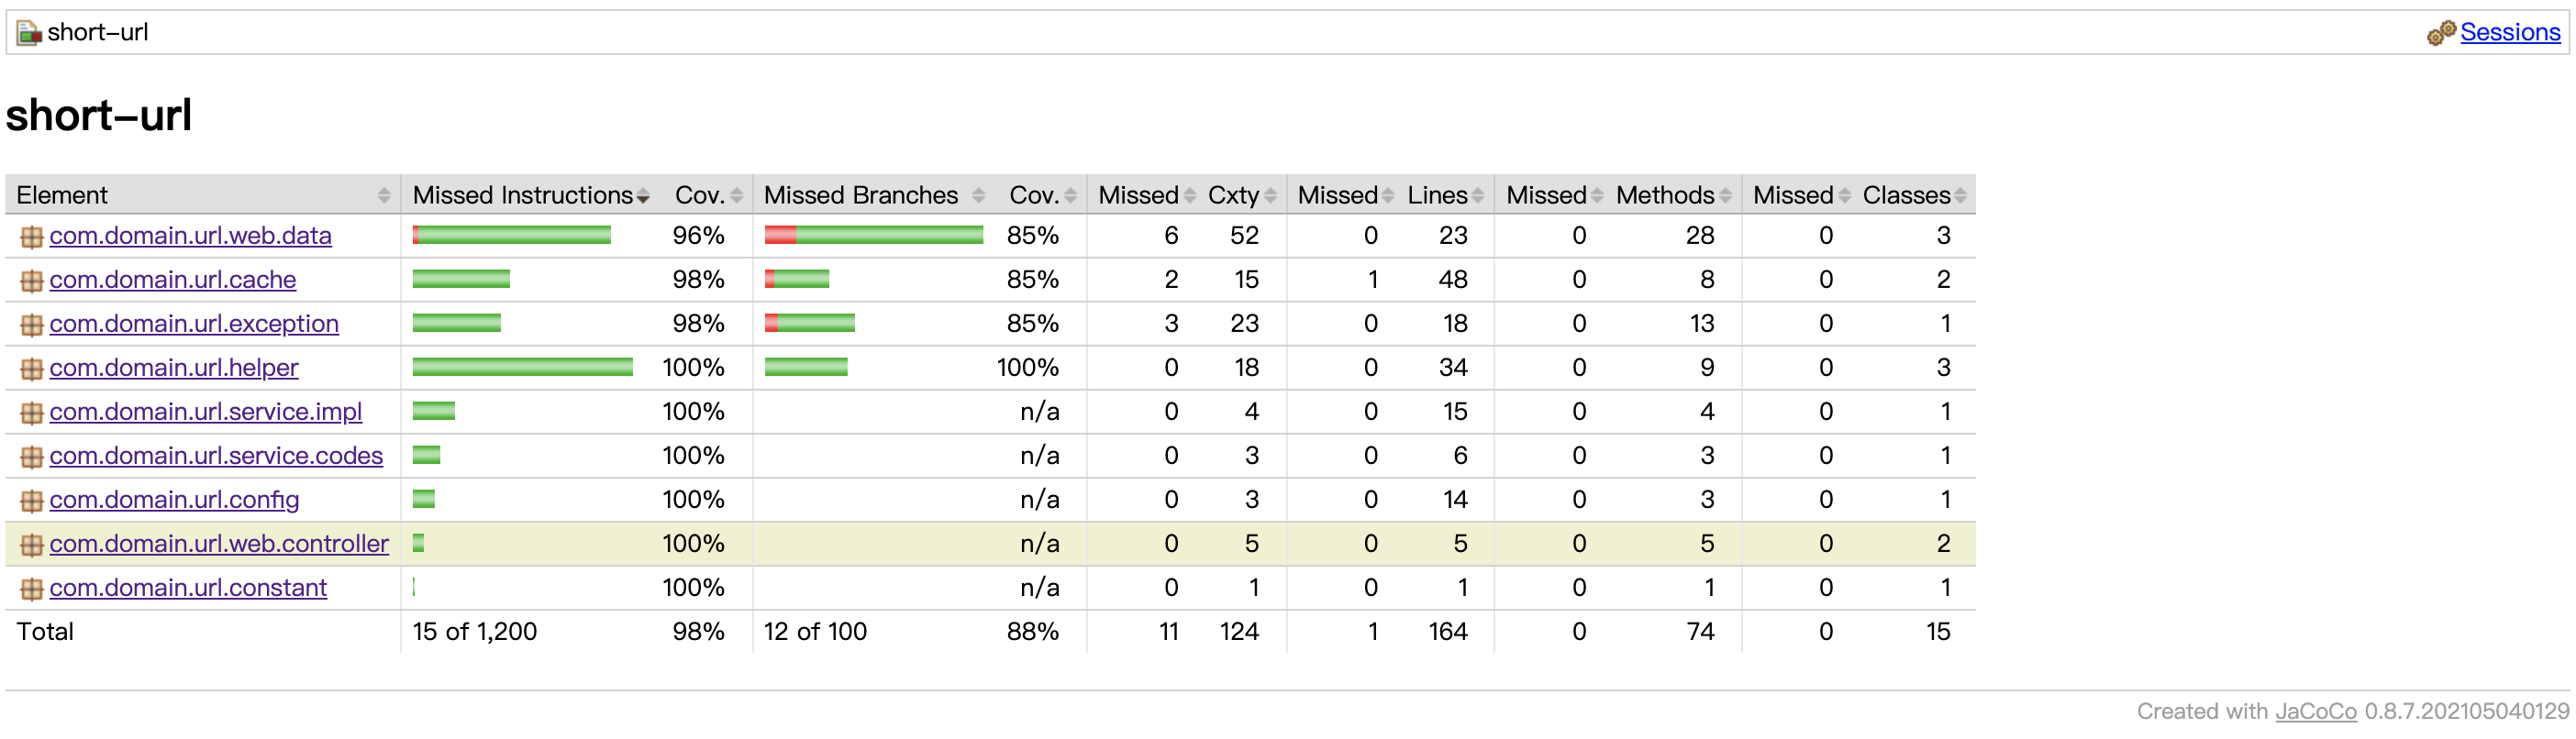 short-url Sessions
short-url
Element Missed Instructions Cov. Missed Branches Cov. Missed Cxty Missed Lines Missed Methods Missed Classes
com.domain.url.web.data 96% 85% 6 52 0 23 0 28 0 3
com.domain.url.cache 98% 85% 2 15 1 48 0 8 0 2
com.domain.url.exception 98% 85% 3 23 0 18 0 13 0 1
com.domain.url.helper 100% 100% 0 18 0 34 0 9 0 3
com.domain.url.service.impl 100% n/a 0 4 0 15 0 4 0 1
com.domain.url.service.codes 100% n/a 0 3 0 6 0 3 0 1
com.domain.url.config 100% n/a 0 3 0 14 0 3 0 1
com.domain.url.web.controller 100% n/a 0 5 0 5 0 5 0 2
com.domain.url.constant 100% n/a 0 1 0 1 0 1 0 1
Total 15 of 1,200 98% 12 of 100 88% 11 124 1 164 0 74 0 15
Created with JaCoCo 0.8.7.202105040129